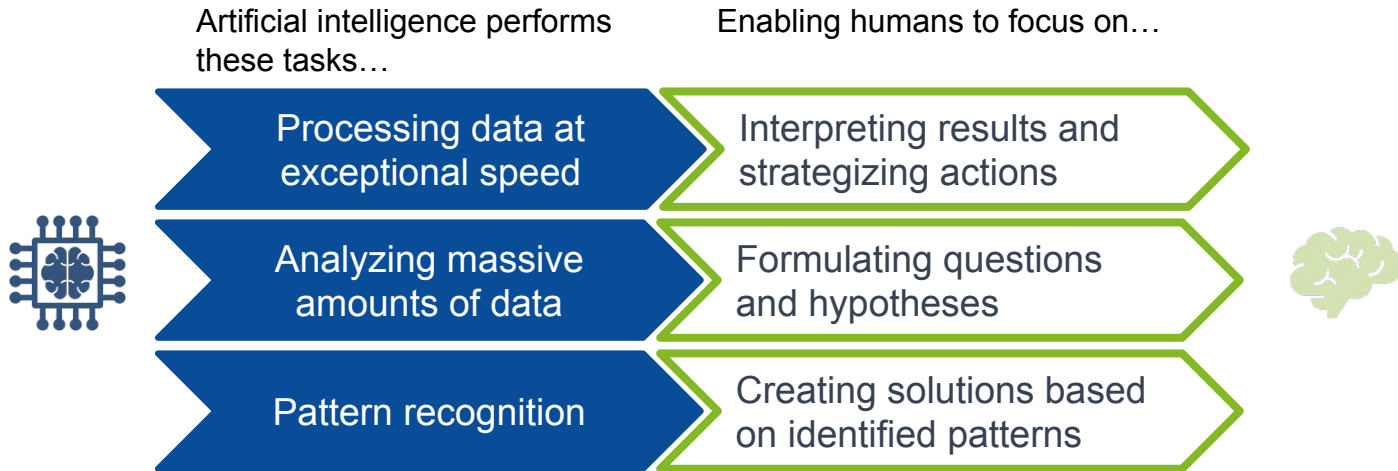 Artificial intelligence performs
these tasks…
Enabling humans to focus on…
Processing data at
exceptional speed
Interpreting results and
strategizing actions
Analyzing massive
amounts of data
Formulating questions
and hypotheses
Pattern recognition
Creating solutions based
on identified patterns